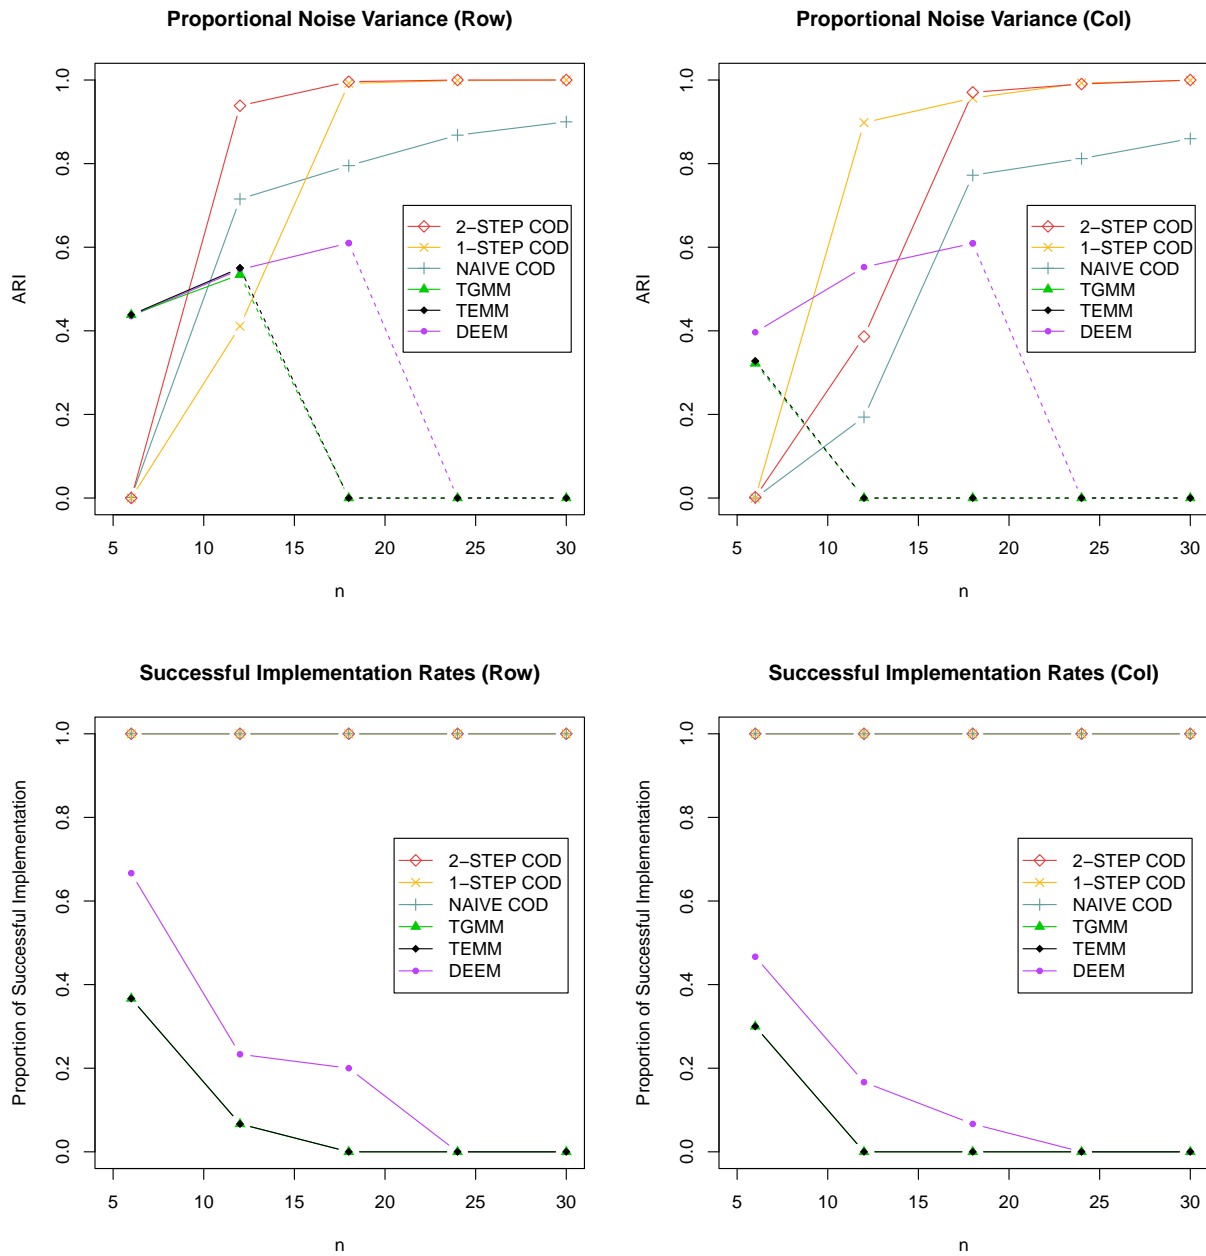 Proportional Noise Variance (Row)
ARI
1.0
0.8
0.6
0.4
0.2
0.0
2−STEP COD
1−STEP COD
NAIVE COD
TGMM
TEMM
DEEM
5 10 15 20 25 30
n
Proportional Noise Variance (Col)
ARI
1.0
0.8
0.6
0.4
0.2
0.0
2−STEP COD
1−STEP COD
NAIVE COD
TGMM
TEMM
DEEM
5 10 15 20 25 30
n
Successful Implementation Rates (Row)
Proportion of Successful Implementation
1.0
0.8
0.6
0.4
0.2
0.0
2−STEP COD
1−STEP COD
NAIVE COD
TGMM
TEMM
DEEM
5 10 15 20 25 30
n
Successful Implementation Rates (Col)
Proportion of Successful Implementation
1.0
0.8
0.6
0.4
0.2
0.0
2−STEP COD
1−STEP COD
NAIVE COD
TGMM
TEMM
DEEM
5 10 15 20 25 30
n